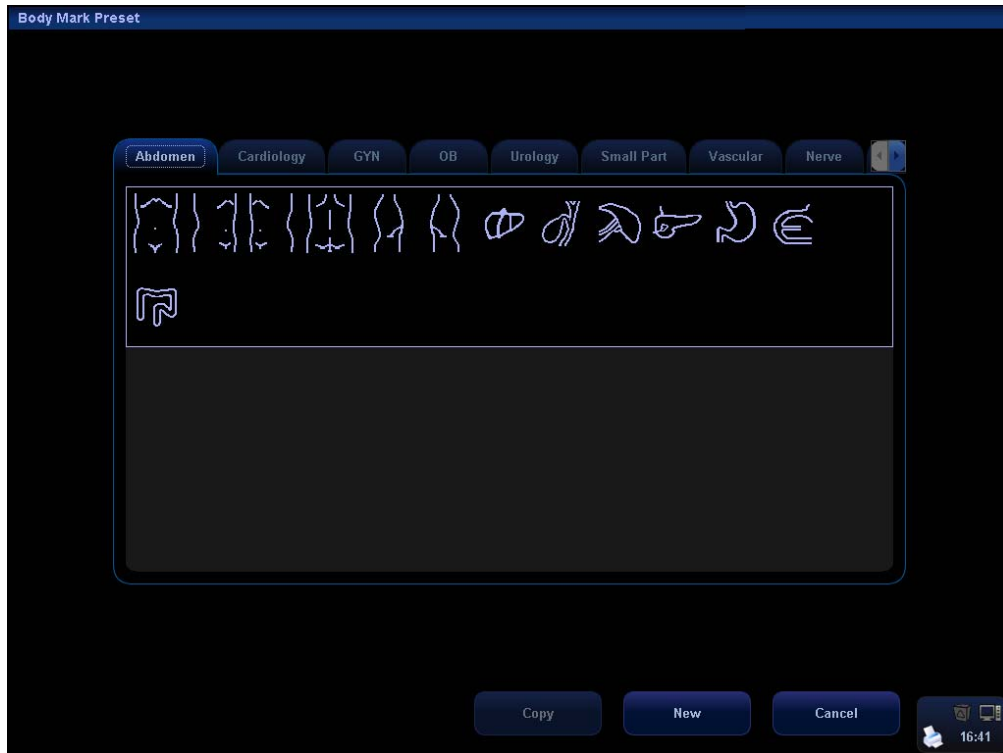 Body Mark Preset
Abdomen Cardiology GYN OB Urology Small Part Vascular Nerve
Copy New Cancel
16:41